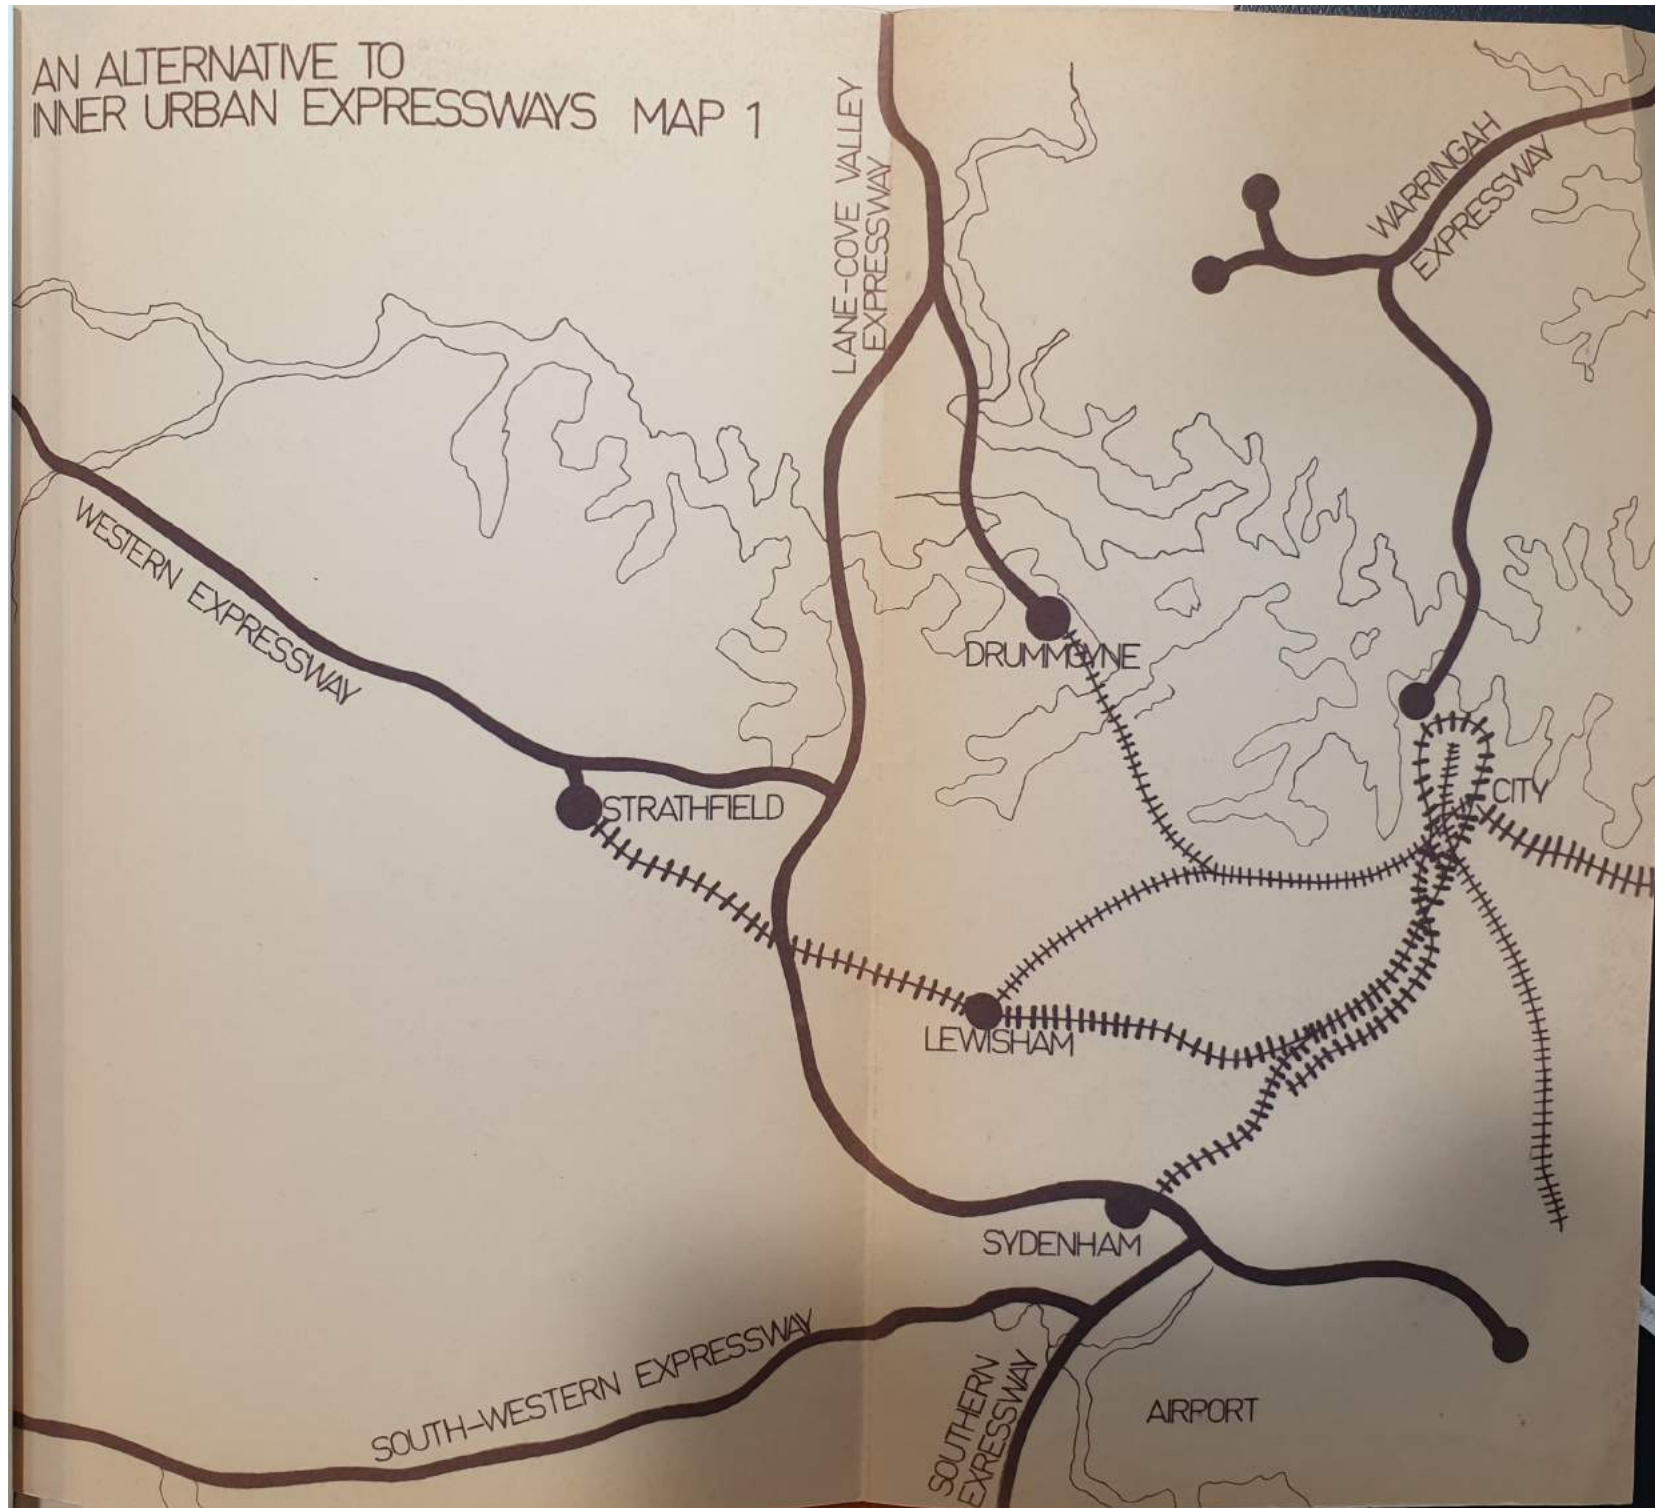 AN ALTERNATIVE TO
INNER URBAN EXPRESSWAYS MAP 1
LANE-COVE VALLEY
EXPRESSWAY
WARRINGAH
EXPRESSWAY
WESTERN EXPRESSWAY
DRUMMOYNE
STRATHFIELD
CITY
LEWISHAM
SYDENHAM
SOUTH-WESTERN EXPRESSWAY
SOUTHERN
EXRESSWAY
AIRPORT